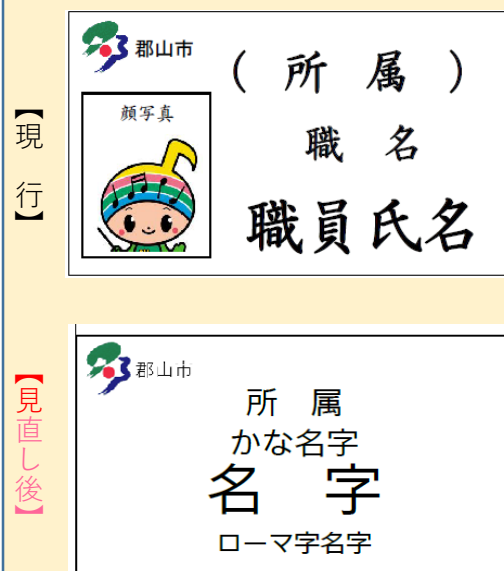 【現行】
郡山市
(所属)
顔写真
職名
職員氏名
【見直し後】
郡山市
所属
かな名字
名字
ローマ字名字